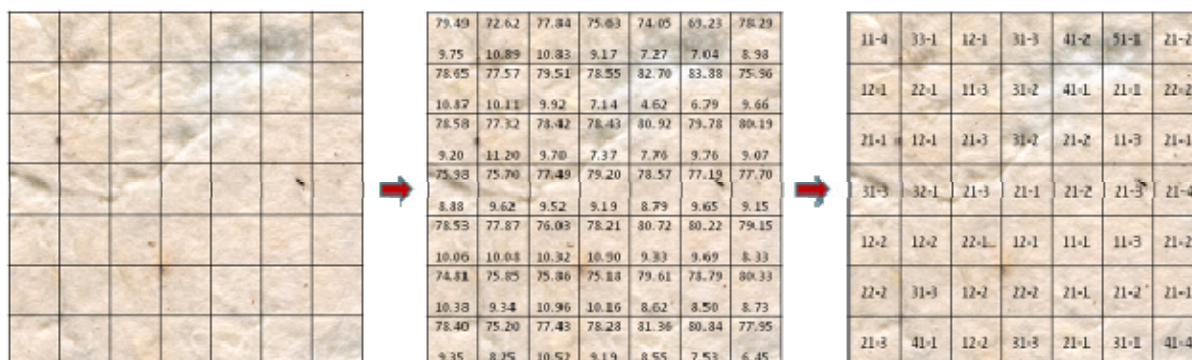 79.49 72.62 77.84 75.63 74.05 69.23 78.29
9.75 10.89 10.83 9.17 7.27 7.04 8.98
78.65 77.57 79.51 78.55 82.70 83.88 75.96
10.87 10.11 9.92 7.14 4.62 6.79 9.66
78.58 77.32 78.42 78.43 80.92 79.78 80.19
9.20 11.20 9.70 7.37 7.76 9.76 9.07
75.98 75.70 77.49 79.20 78.57 77.19 77.70
8.88 9.62 9.52 9.19 8.79 9.65 9.15
78.53 77.87 76.03 78.21 80.72 80.22 79.15
10.06 10.08 10.32 10.90 9.33 9.69 8.33
74.81 75.85 75.86 75.18 79.61 78.79 80.33
10.38 9.34 10.96 10.16 8.62 8.50 8.73
78.40 75.20 77.43 78.28 81.36 80.84 77.95
9.35 8.25 10.52 9.19 8.55 7.53 6.45
11-4 33-1 12-1 31-3 41-2 51-1 21-2
12-1 22-1 11-3 31-2 41-1 21-1 22-2
21-1 12-1 21-3 31-2 21-2 11-3 21-1
31-3 32-1 21-3 21-1 21-2 21-3 21-4
12-2 12-2 22-1 12-1 11-1 11-3 21-2
22-2 31-3 12-2 22-2 21-1 21-2 21-1
21-3 41-1 12-2 31-3 21-1 31-1 41-4